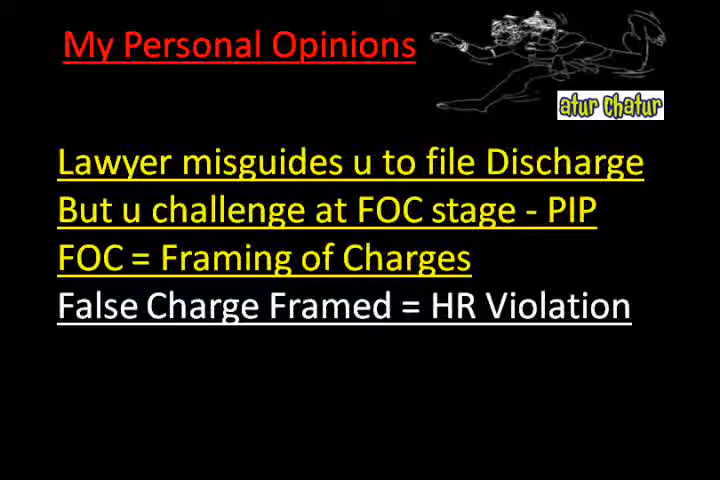 My Personal Opinions
atur chatur
Lawyer misguides u to file Discharge
But u challenge at FOC stage - PIP
FOC = Framing of Charges
False Charge Framed = HR Violation